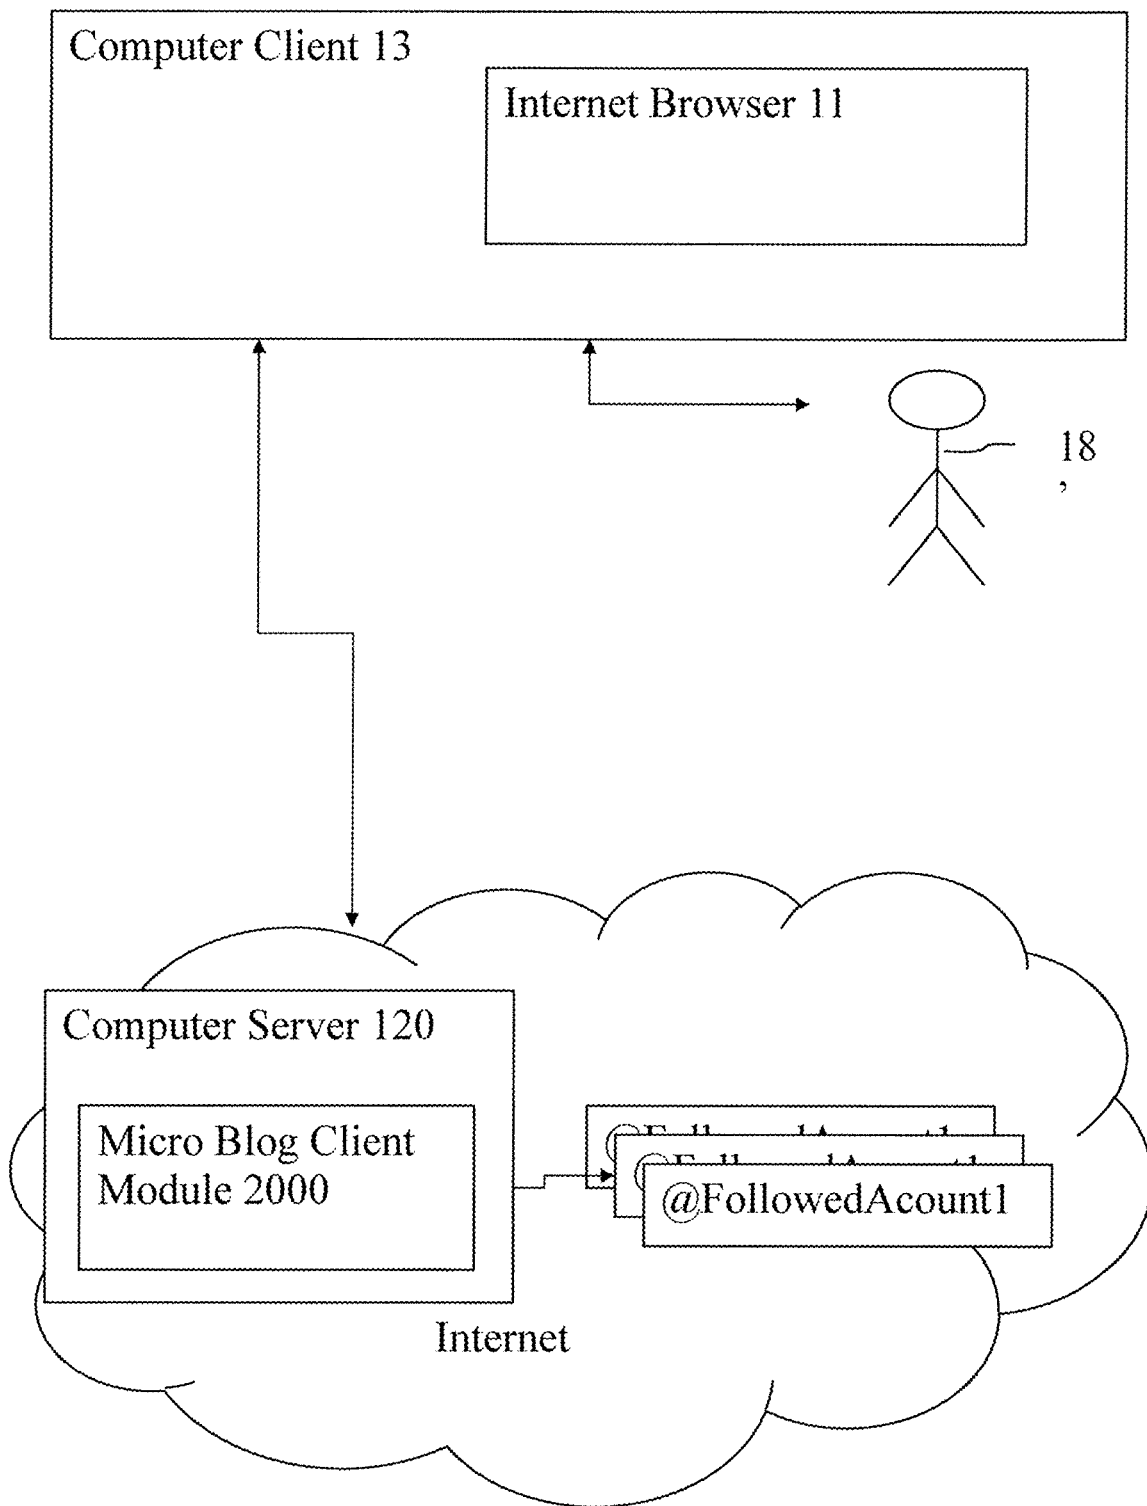 Computer Client 13
Internet Browser 11
18
,
Computer Server 120
Micro Blog Client
Module 2000
@FollowedAcount1
Internet